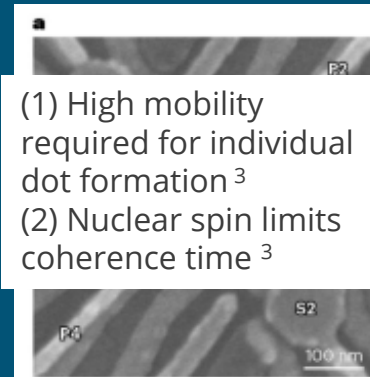 a
P2
(1) High mobility
required for individual
dot formation ³
(2) Nuclear spin limits
coherence time ³
S2
P4
100 nm